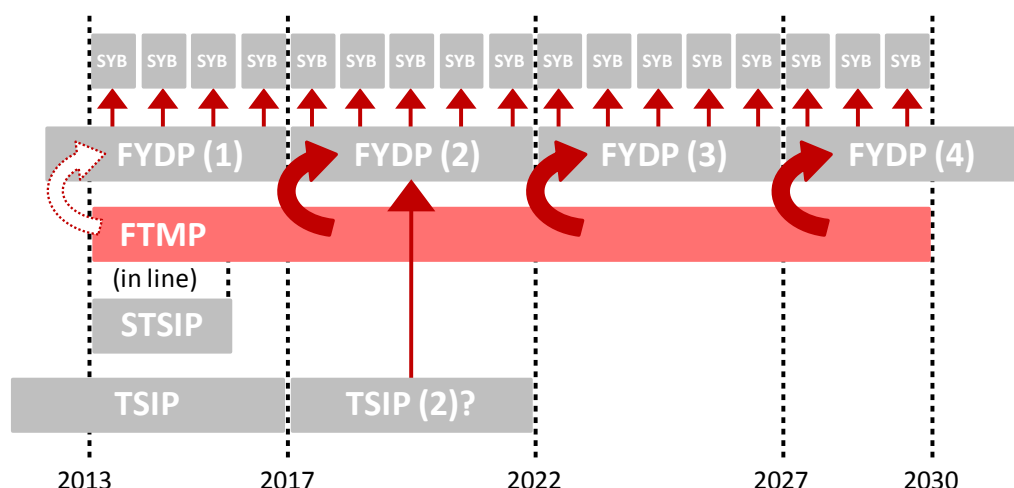 SYB SYB SYB SYB SYB SYB SYB SYB SYB SYB SYB SYB SYB SYB SYB SYB SYB
FYDP (1) FYDP (2) FYDP (3) FYDP (4)
FTMP
(in line)
STSIP
TSIP TSIP (2)?
2013 2017 2022 2027 2030